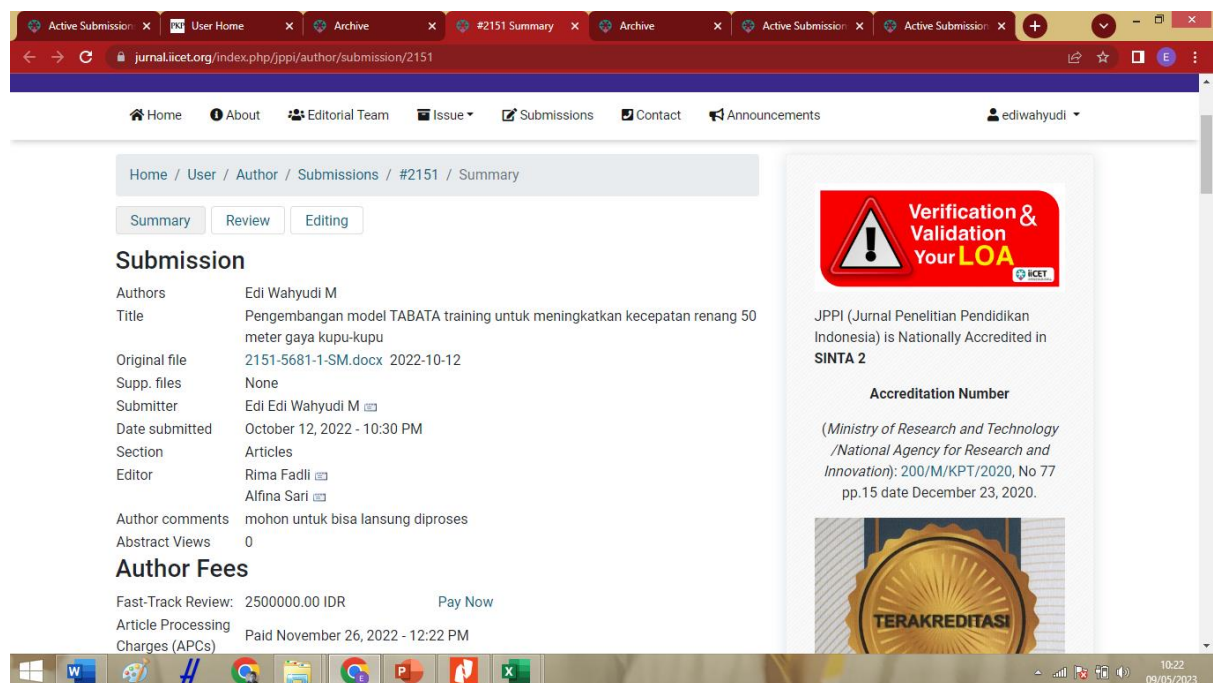 Active Submission
User Home
Archive
#2151 Summary
Archive
Active Submission
Active Submission
jurnal.iicet.org/index.php/jppi/author/submission/2151
E
Home
About
Editorial Team
Issue
Submissions
Contact
Announcements
ediwahyudi
Home / User / Author / Submissions / #2151 / Summary
Summary
Review
Editing
Submission
Authors Edi Wahyudi M
Title Pengembangan model TABATA training untuk meningkatkan kecepatan renang 50
meter gaya kupu-kupu
Original file 2151-5681-1-SM.docx 2022-10-12
Supp. files None
Submitter Edi Edi Wahyudi M
Date submitted October 12, 2022 - 10:30 PM
Section Articles
Editor Rima Fadli
Alfina Sari
Author comments mohon untuk bisa lansung diproses
Abstract Views 0
Author Fees
Fast-Track Review: 2500000.00 IDR Pay Now
Article Processing
Charges (APCs) Paid November 26, 2022 - 12:22 PM
Verification &
Validation
Your LOA
iiCET
JPPI (Jurnal Penelitian Pendidikan
Indonesia) is Nationally Accredited in
SINTA 2
Accreditation Number
(Ministry of Research and Technology
/National Agency for Research and
Innovation): 200/M/KPT/2020, No 77
pp.15 date December 23, 2020.
TERAKREDITASI
10:22
09/05/2023